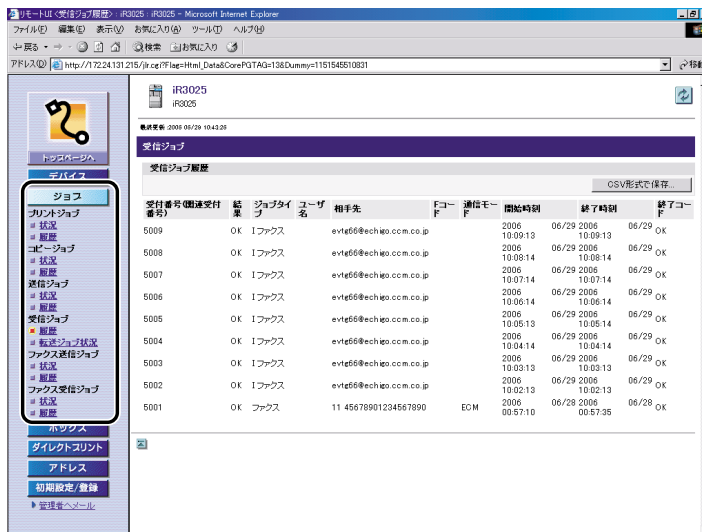 リモートUI <受信ジョブ履歴> : iR3025 : iR3025 - Microsoft Internet Explorer
ファイル(F) 編集(E) 表示(V) お気に入り(A) ツール(T) ヘルプ(H)
戻る 検索 お気に入り
アドレス(D) http://172.24.131.215/jlr.cgi?Flag=Html_Data&CorePGTAG=13&Dummy=1151545510831 移動
iR3025
iR3025
最終更新 :2006 06/29 10:43:26
トップページへ
デバイス
ジョブ
プリントジョブ
状況
履歴
コピージョブ
状況
履歴
送信ジョブ
状況
履歴
受信ジョブ
履歴
転送ジョブ状況
ファクス送信ジョブ
状況
履歴
ファクス受信ジョブ
状況
履歴
ボックス
ダイレクトプリント
アドレス
初期設定/登録
管理者へメール
受信ジョブ
受信ジョブ履歴
CSV形式で保存...
受付番号(関連受付番号) 結果 ジョブタイプ ユーザ名 相手先 Fコード 通信モード 開始時刻 終了時刻 終了コード
5009 OK Iファクス evtg66@echigo.ccm.co.jp 2006 06/29 10:09:13 2006 06/29 10:09:13 OK
5008 OK Iファクス evtg66@echigo.ccm.co.jp 2006 06/29 10:08:14 2006 06/29 10:08:14 OK
5007 OK Iファクス evtg66@echigo.ccm.co.jp 2006 06/29 10:07:14 2006 06/29 10:07:14 OK
5006 OK Iファクス evtg66@echigo.ccm.co.jp 2006 06/29 10:06:14 2006 06/29 10:06:14 OK
5005 OK Iファクス evtg66@echigo.ccm.co.jp 2006 06/29 10:05:13 2006 06/29 10:05:14 OK
5004 OK Iファクス evtg66@echigo.ccm.co.jp 2006 06/29 10:04:14 2006 06/29 10:04:14 OK
5003 OK Iファクス evtg66@echigo.ccm.co.jp 2006 06/29 10:03:13 2006 06/29 10:03:13 OK
5002 OK Iファクス evtg66@echigo.ccm.co.jp 2006 06/29 10:02:13 2006 06/29 10:02:13 OK
5001 OK ファクス 11 45678901234567890 ECM 2006 06/28 00:57:10 2006 06/28 00:57:35 OK